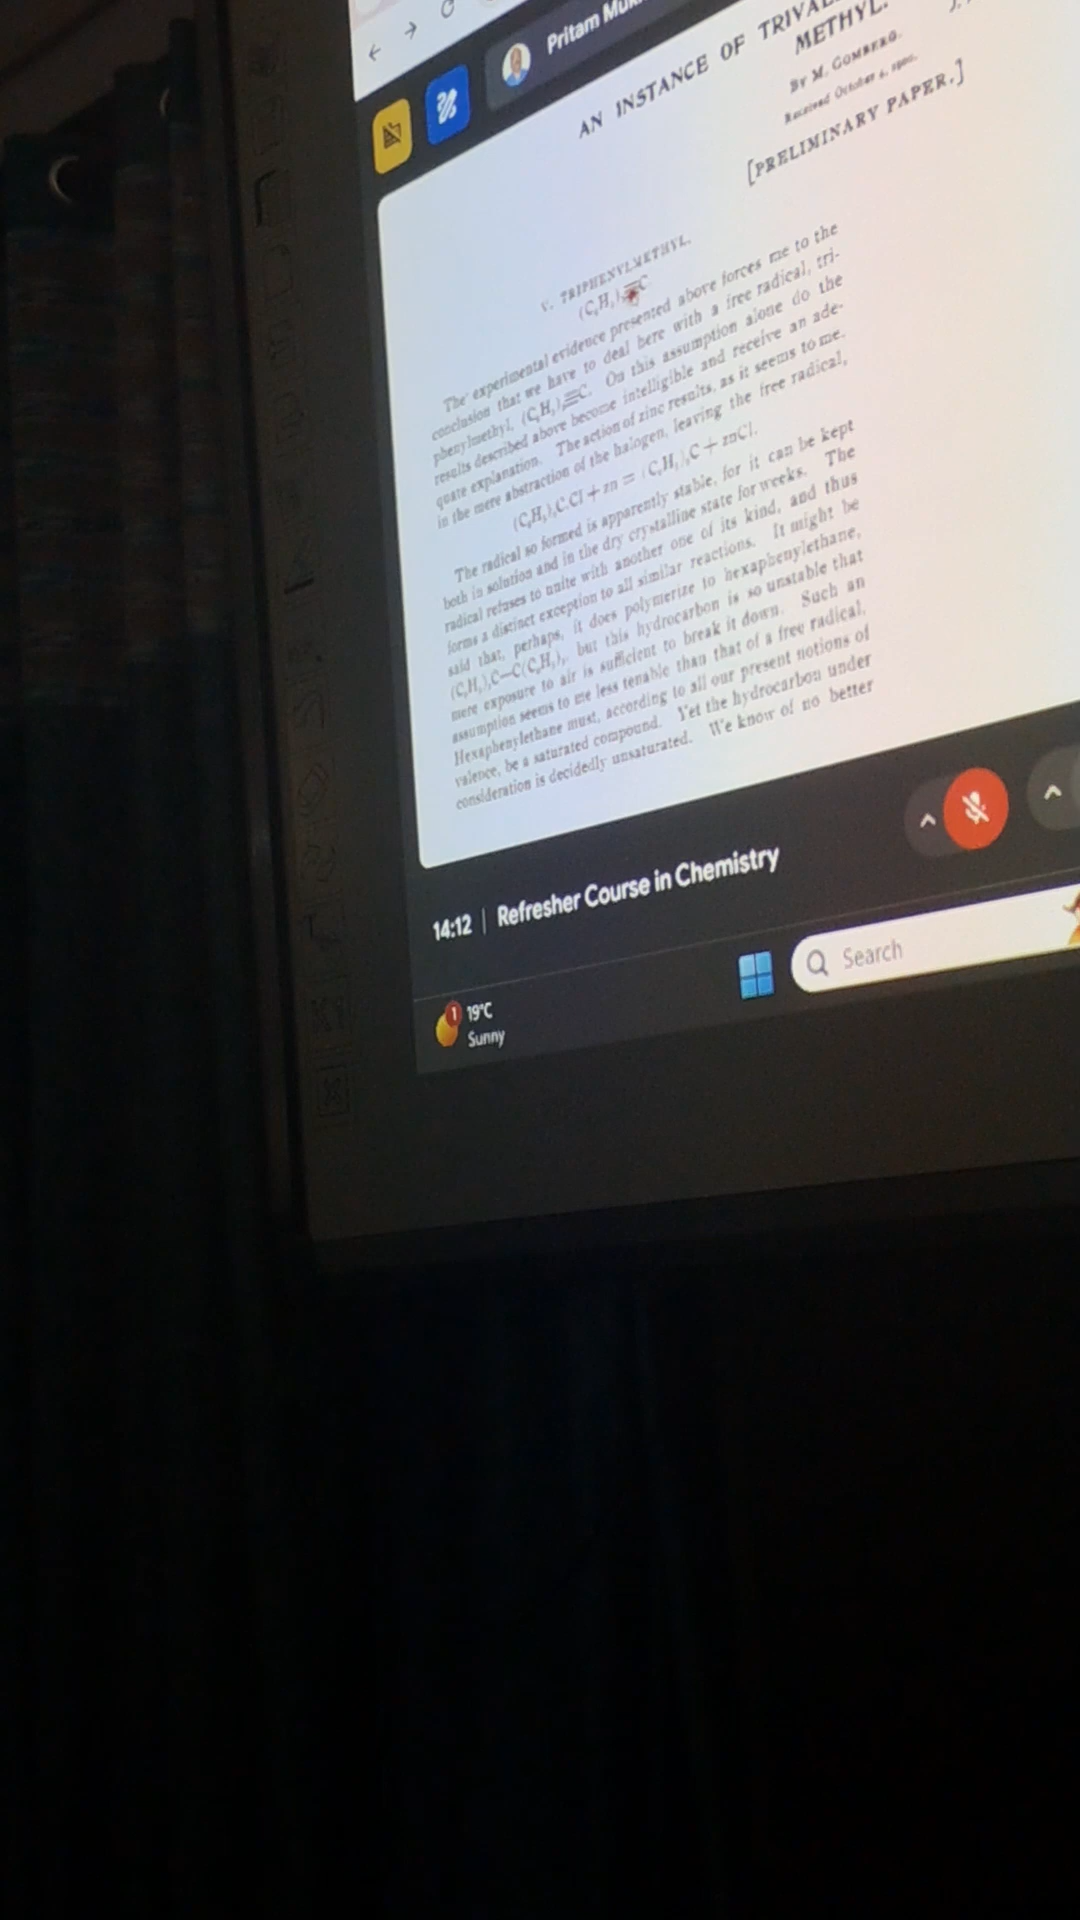 Pritam Muk
AN INSTANCE OF TRIVAL
METHYL.
BY M. GOMBERG.
Received October 4, 1900.
[PRELIMINARY PAPER.]
V. TRIPHENYLMETHYL.
(C₆H₅)₃≡C.
The experimental evidence presented above forces me to the
conclusion that we have to deal here with a free radical, tri-
phenylmethyl, (C₆H₅)₃≡C. On this assumption alone do the
results described above become intelligible and receive an ade-
quate explanation. The action of zinc results, as it seems to me,
in the mere abstraction of the halogen, leaving the free radical,
(C₆H₅)₃C.Cl + zn = (C₆H₅)₃C + znCl.
The radical so formed is apparently stable, for it can be kept
both in solution and in the dry crystalline state for weeks. The
radical refuses to unite with another one of its kind, and thus
forms a distinct exception to all similar reactions. It might be
said that, perhaps, it does polymerize to hexaphenylethane,
(C₆H₅)₃C—C(C₆H₅)₃, but this hydrocarbon is so unstable that
mere exposure to air is sufficient to break it down. Such an
assumption seems to me less tenable than that of a free radical.
Hexaphenylethane must, according to all our present notions of
valence, be a saturated compound. Yet the hydrocarbon under
consideration is decidedly unsaturated. We know of no better
14:12 | Refresher Course in Chemistry
Search
1
19°C
Sunny